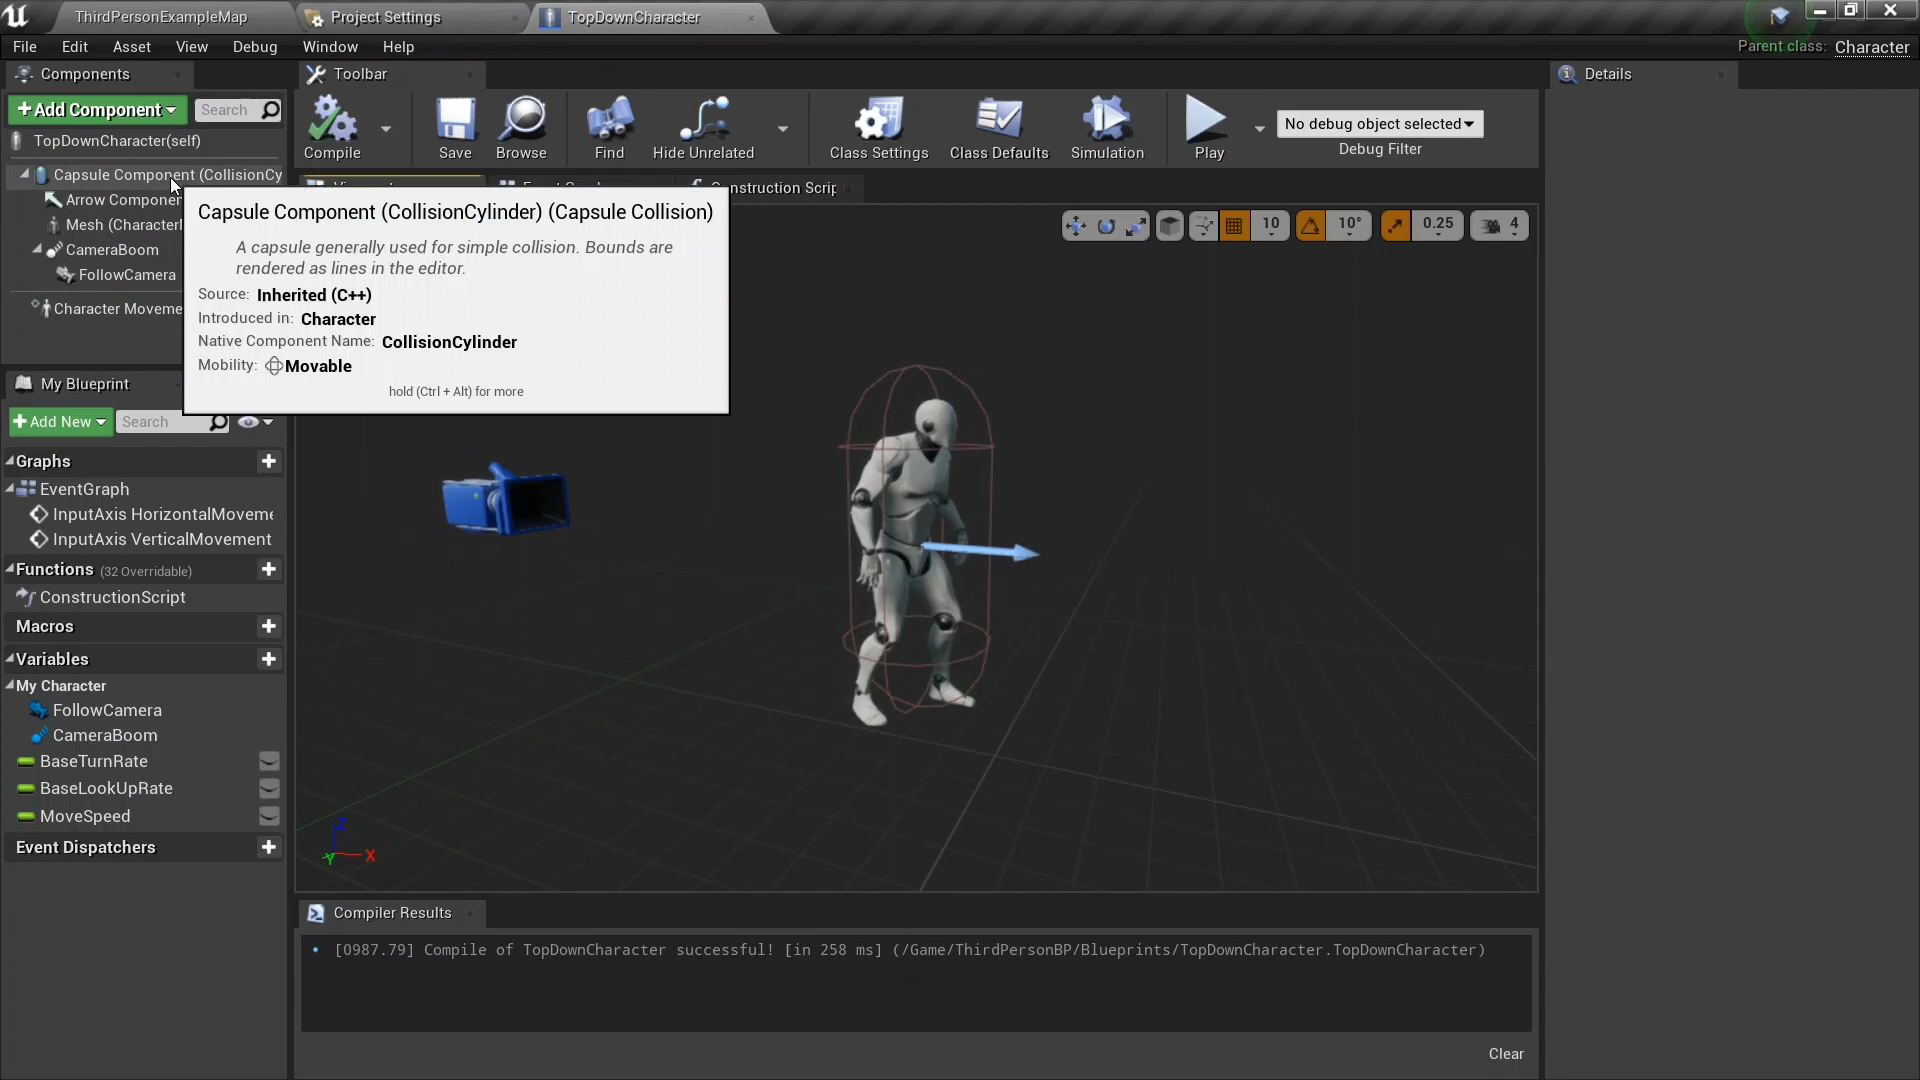 ThirdPersonExampleMap
Project Settings
TopDownCharacter
File Edit Asset View Debug Window Help
Parent class: Character
Components
Toolbar
Details
+Add Component
Search
TopDownCharacter(self)
Capsule Component (CollisionCy
Arrow Componen
Mesh (Character
CameraBoom
FollowCamera
Character Moveme
Compile
Save
Browse
Find
Hide Unrelated
Class Settings
Class Defaults
Simulation
Play
No debug object selected
Debug Filter
onstruction Scrip
10
10°
0.25
4
Capsule Component (CollisionCylinder) (Capsule Collision)
A capsule generally used for simple collision. Bounds are
rendered as lines in the editor.
Source: Inherited (C++)
Introduced in: Character
Native Component Name: CollisionCylinder
Mobility: Movable
hold (Ctrl + Alt) for more
My Blueprint
+Add New
Search
Graphs
EventGraph
InputAxis HorizontalMoveme
InputAxis VerticalMovement
Functions (32 Overridable)
ConstructionScript
Macros
Variables
My Character
FollowCamera
CameraBoom
BaseTurnRate
BaseLookUpRate
MoveSpeed
Event Dispatchers
Z
Y
X
Compiler Results
[0987.79] Compile of TopDownCharacter successful! [in 258 ms] (/Game/ThirdPersonBP/Blueprints/TopDownCharacter.TopDownCharacter)
Clear